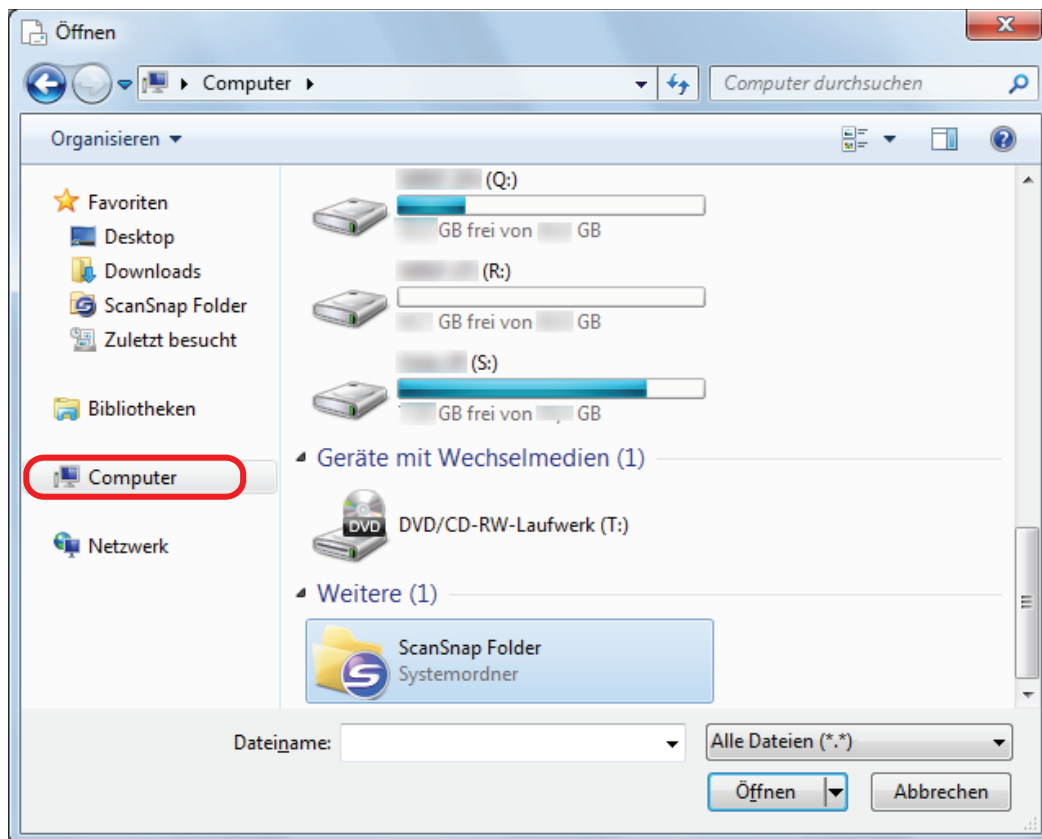 Öffnen
Computer
Computer durchsuchen
Organisieren
Favoriten
Desktop
Downloads
ScanSnap Folder
Zuletzt besucht
Bibliotheken
Computer
Netzwerk
(Q:)
GB frei von GB
(R:)
GB frei von GB
(S:)
GB frei von GB
Geräte mit Wechselmedien (1)
DVD
DVD/CD-RW-Laufwerk (T:)
Weitere (1)
S
ScanSnap Folder
Systemordner
Dateiname:
Alle Dateien (*.*)
Öffnen
Abbrechen